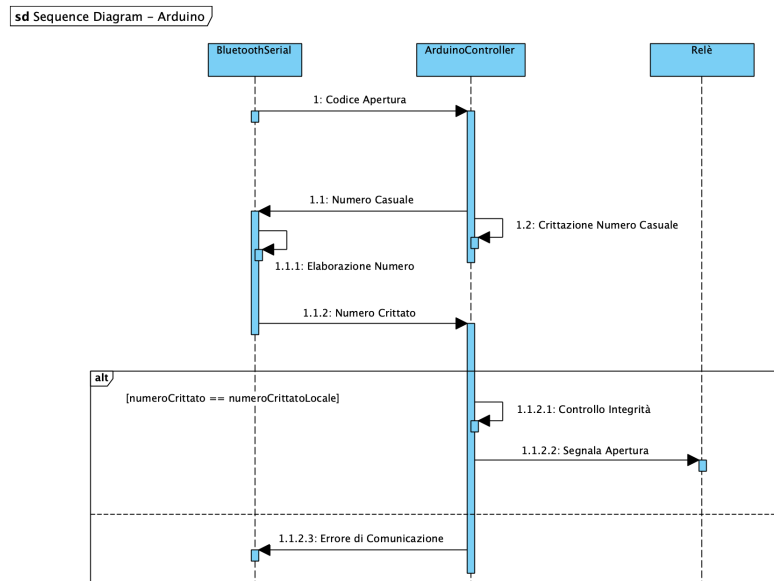 sd Sequence Diagram – Arduino
BluetoothSerial
ArduinoController
Relè
1: Codice Apertura
1.1: Numero Casuale
1.2: Crittazione Numero Casuale
1.1.1: Elaborazione Numero
1.1.2: Numero Crittato
alt
[numeroCrittato == numeroCrittatoLocale]
1.1.2.1: Controllo Integrità
1.1.2.2: Segnala Apertura
1.1.2.3: Errore di Comunicazione